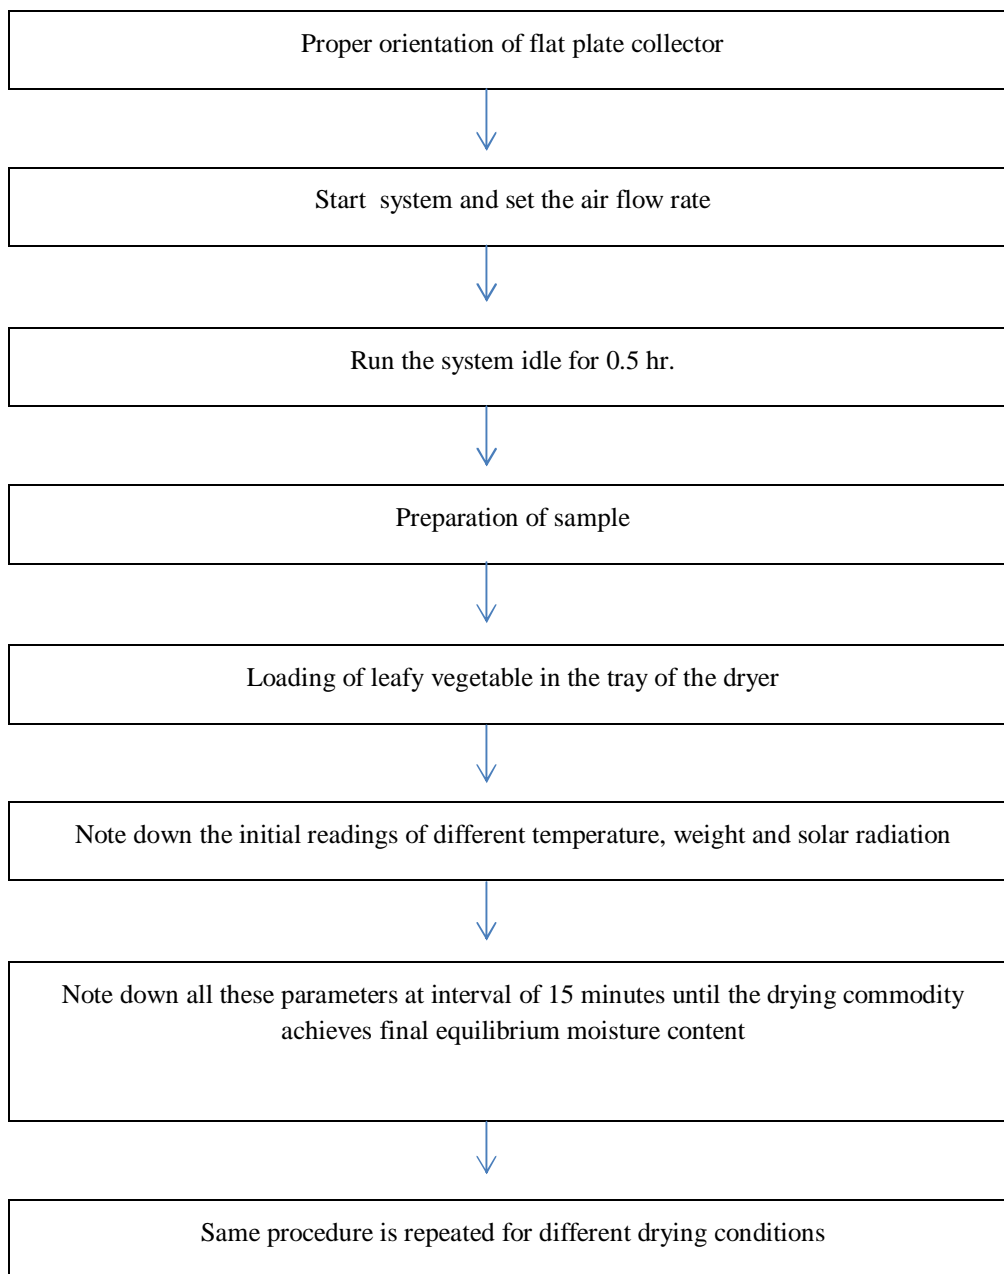 Proper orientation of flat plate collector
Start system and set the air flow rate
Run the system idle for 0.5 hr.
Preparation of sample
Loading of leafy vegetable in the tray of the dryer
Note down the initial readings of different temperature, weight and solar radiation
Note down all these parameters at interval of 15 minutes until the drying commodity
achieves final equilibrium moisture content
Same procedure is repeated for different drying conditions